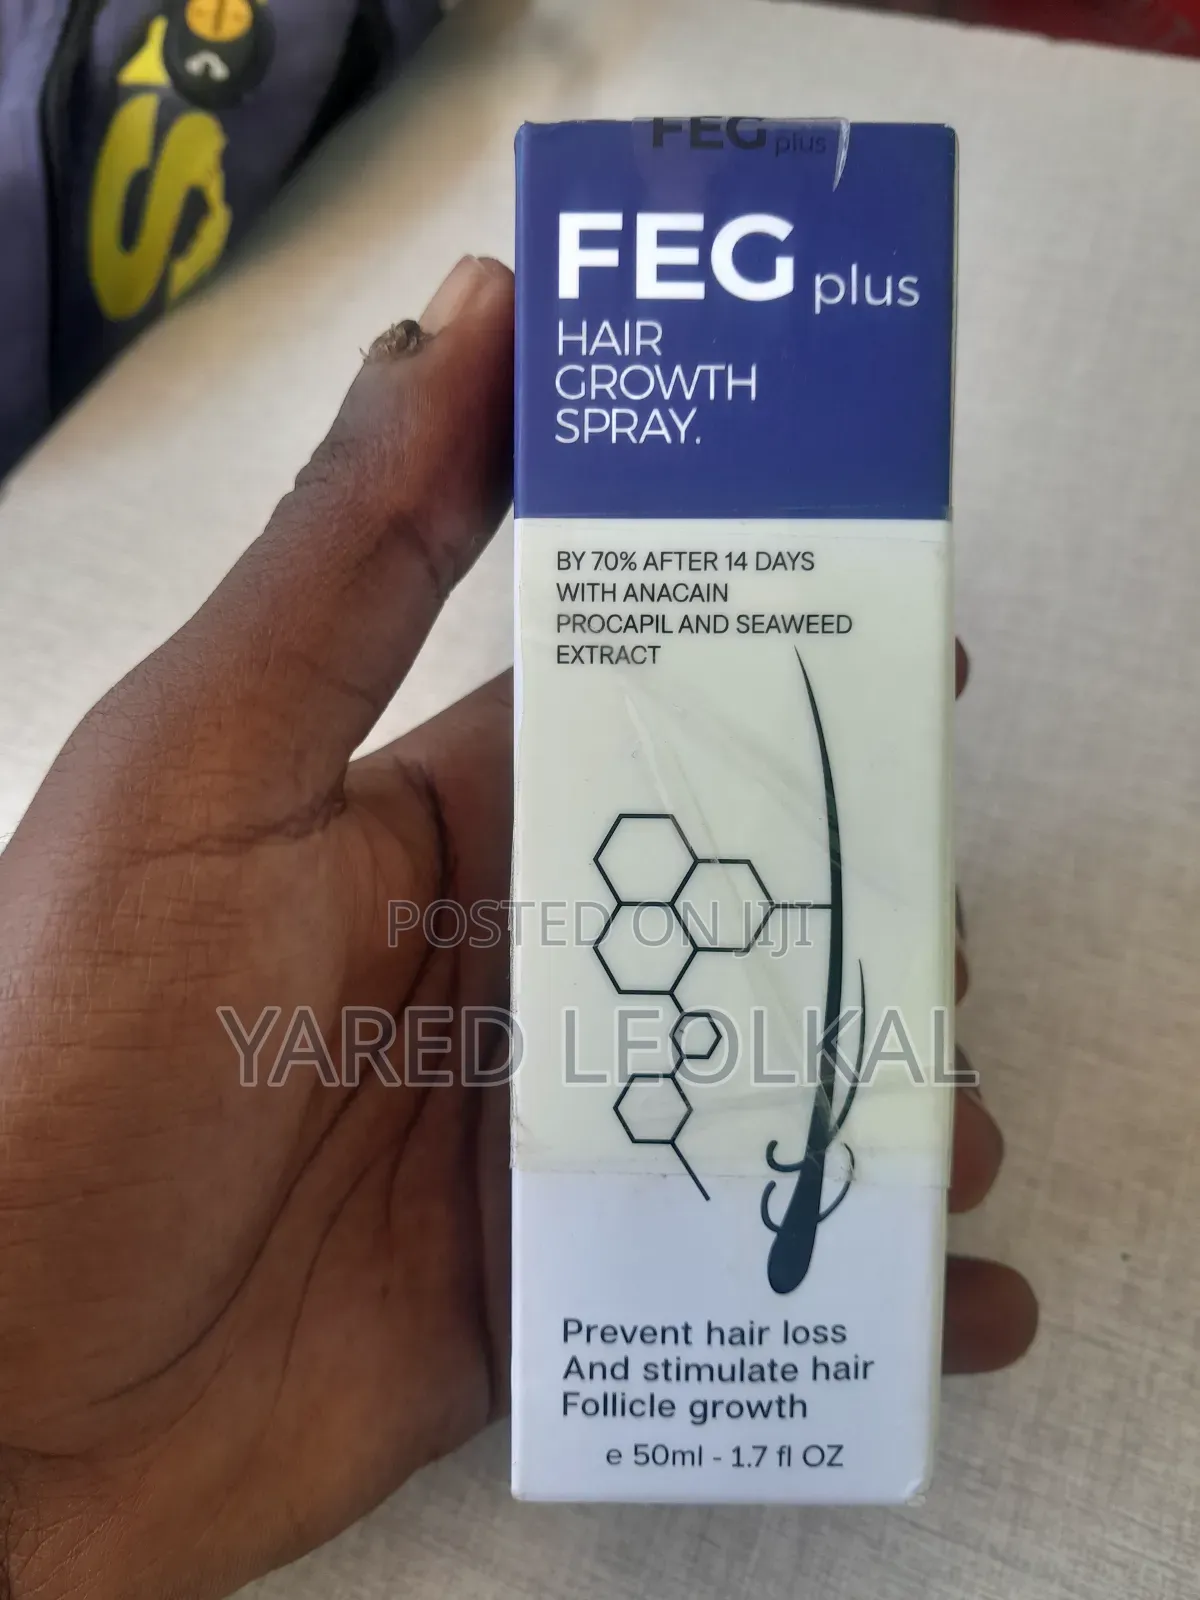 FEG plus
FEG plus
HAIR
GROWTH
SPRAY.
BY 70% AFTER 14 DAYS
WITH ANACAIN
PROCAPIL AND SEAWEED
EXTRACT
POSTED ON JIJI
YARED LEOLKAL
Prevent hair loss
And stimulate hair
Follicle growth
e 50ml - 1.7 fl OZ